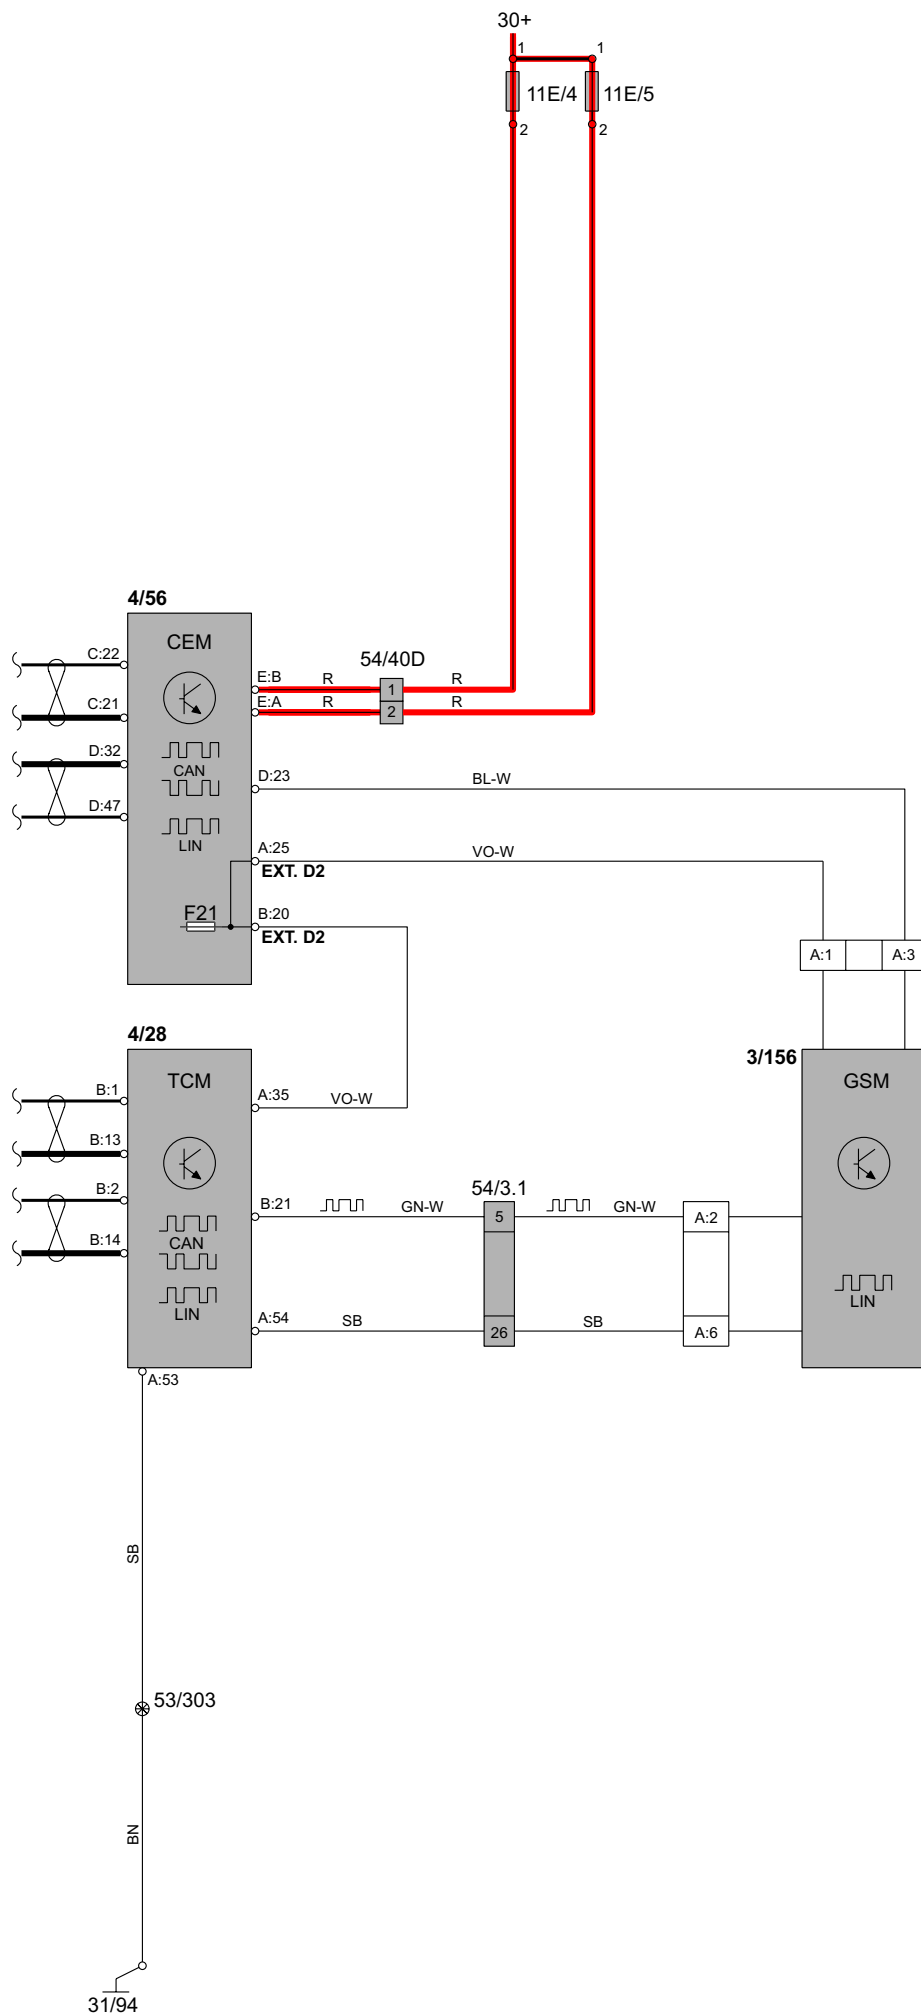 30+
1
1
11E/4
11E/5
2
2
4/56
CEM
54/40D
C:22
E:B
R
1
R
C:21
E:A
R
2
R
D:32
CAN
D:23
BL-W
D:47
LIN
A:25
VO-W
EXT. D2
F21
B:20
EXT. D2
A:1
A:3
4/28
3/156
TCM
GSM
B:1
A:35
VO-W
B:13
54/3.1
B:2
B:21
GN-W
5
GN-W
A:2
B:14
CAN
LIN
LIN
A:54
SB
26
SB
A:6
A:53
SB
53/303
BN
31/94